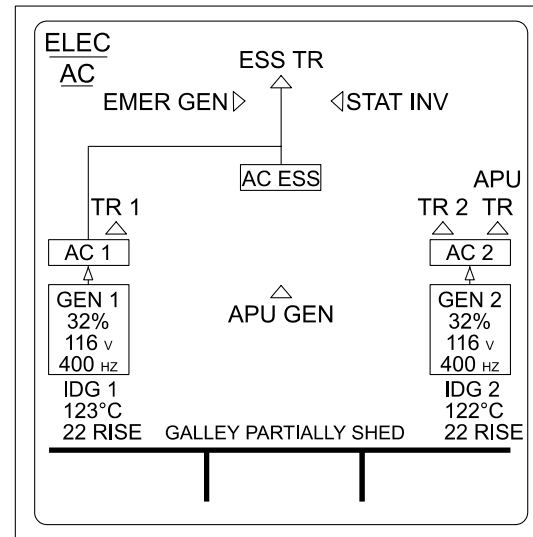 ELEC
AC
ESS TR
EMER GEN
STAT INV
AC ESS
APU
TR 1
TR 2
TR
AC 1
AC 2
GEN 1
32%
116 V
400 HZ
APU GEN
GEN 2
32%
116 V
400 HZ
IDG 1
123°C
22 RISE
GALLEY PARTIALLY SHED
IDG 2
122°C
22 RISE